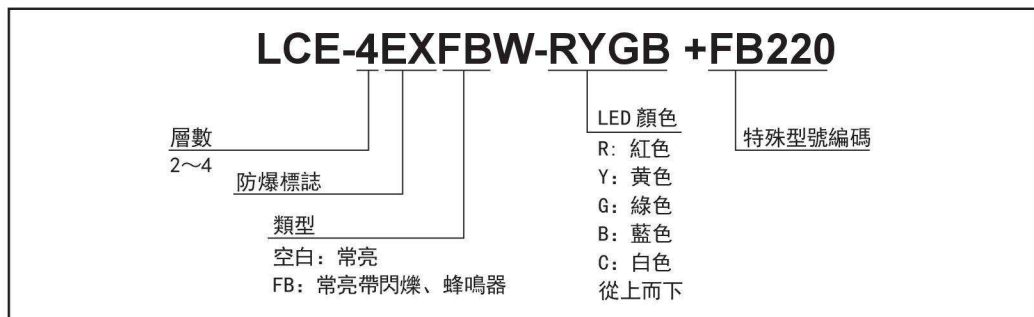 LCE-4EXFBW-RYGB +FB220
層數
2～4
防爆標誌
類型
空白：常亮
FB：常亮帶閃爍、蜂鳴器
LED 顏色
R：紅色
Y：黄色
G：綠色
B：藍色
C：白色
從上而下
特殊型號編碼